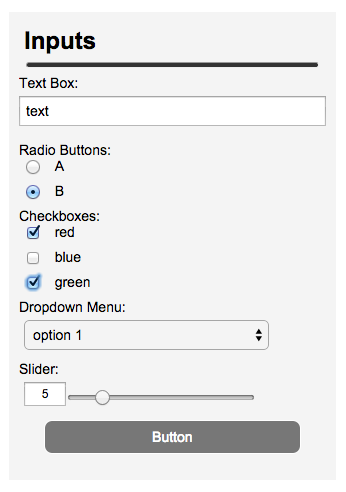 Inputs
Text Box:
text
Radio Buttons:
A
B
Checkboxes:
red
blue
green
Dropdown Menu:
option 1
Slider:
5
Button